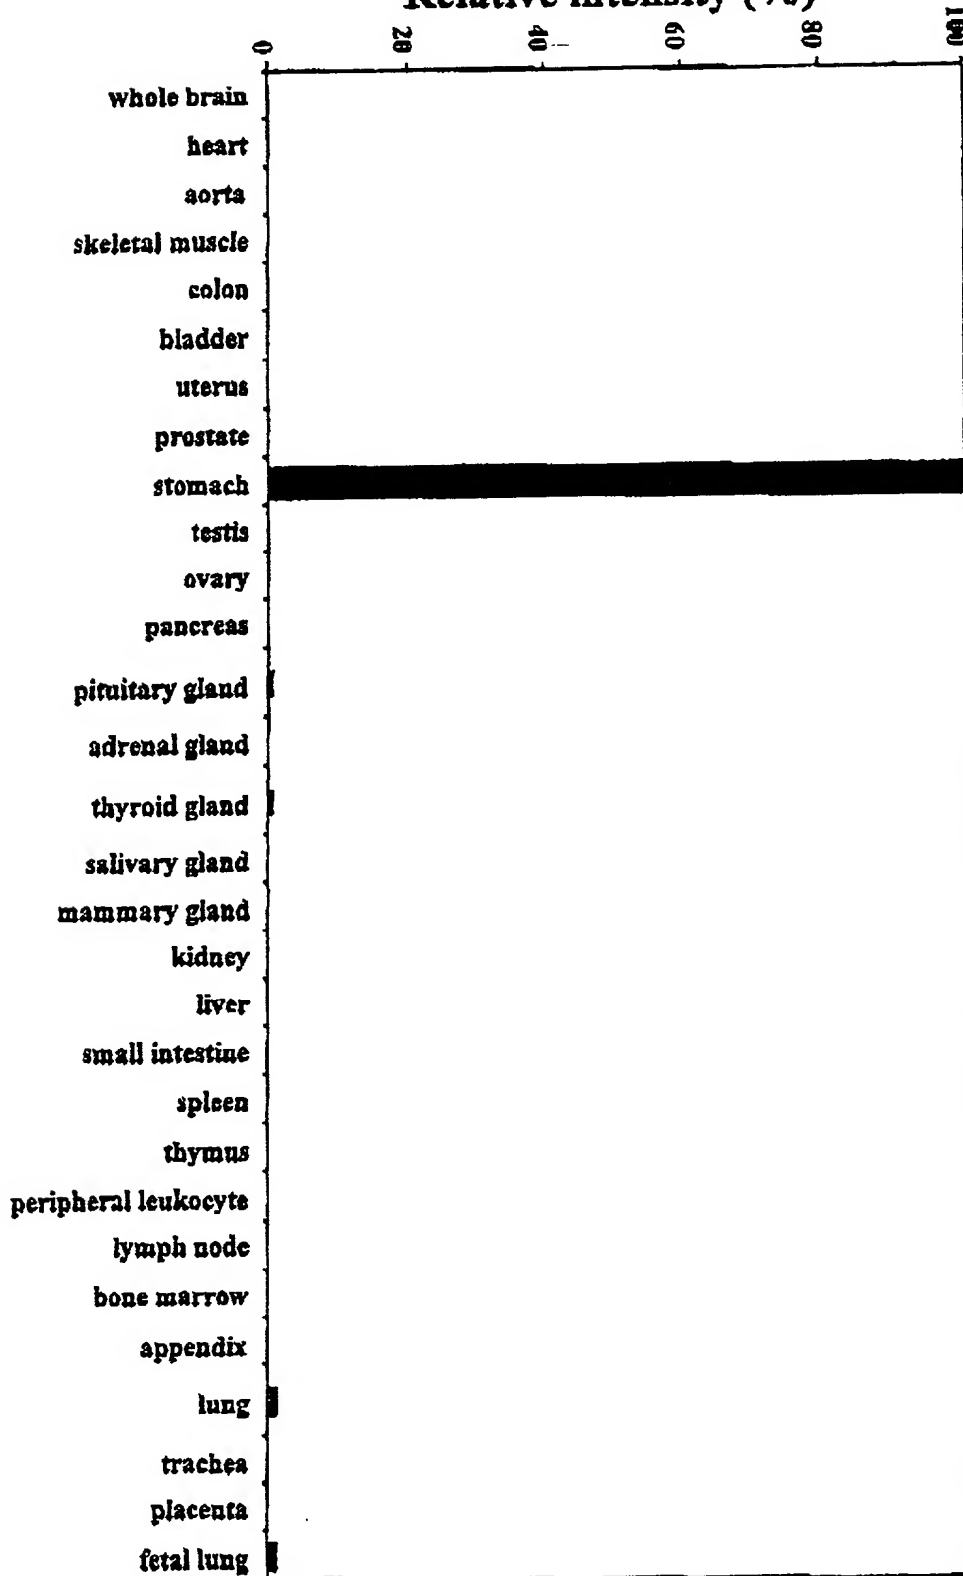 Relative intensity (%)
0 20 40 60 80 100
whole brain
heart
aorta
skeletal muscle
colon
bladder
uterus
prostate
stomach
testis
ovary
pancreas
pituitary gland
adrenal gland
thyroid gland
salivary gland
mammary gland
kidney
liver
small intestine
spleen
thymus
peripheral leukocyte
lymph node
bone marrow
appendix
lung
trachea
placenta
fetal lung